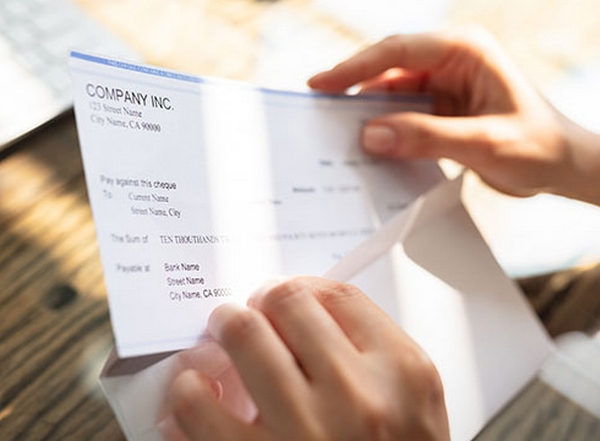 COMPANY INC.
123 Street Name
City Name, CA 90000
Pay against this cheque
To Current Name
Street Name, City
The Sum of TEN THOUTHANDS
Payable at Bank Name
Street Name
City Name, CA 90000